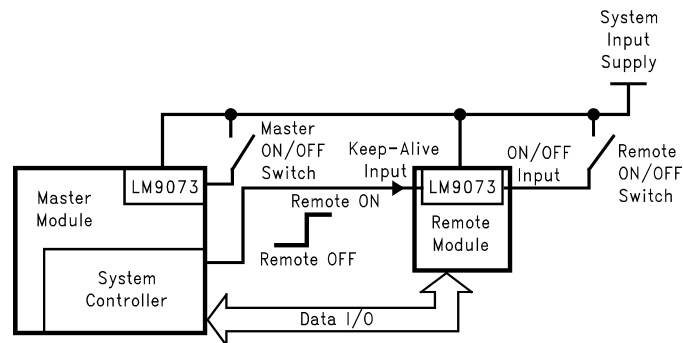 System
Input
Supply
Master
ON/OFF
Switch
Keep-Alive
Input
ON/OFF
Input
Remote
ON/OFF
Switch
LM9073
LM9073
Master
Module
Remote ON
Remote OFF
Remote
Module
System
Controller
Data I/O